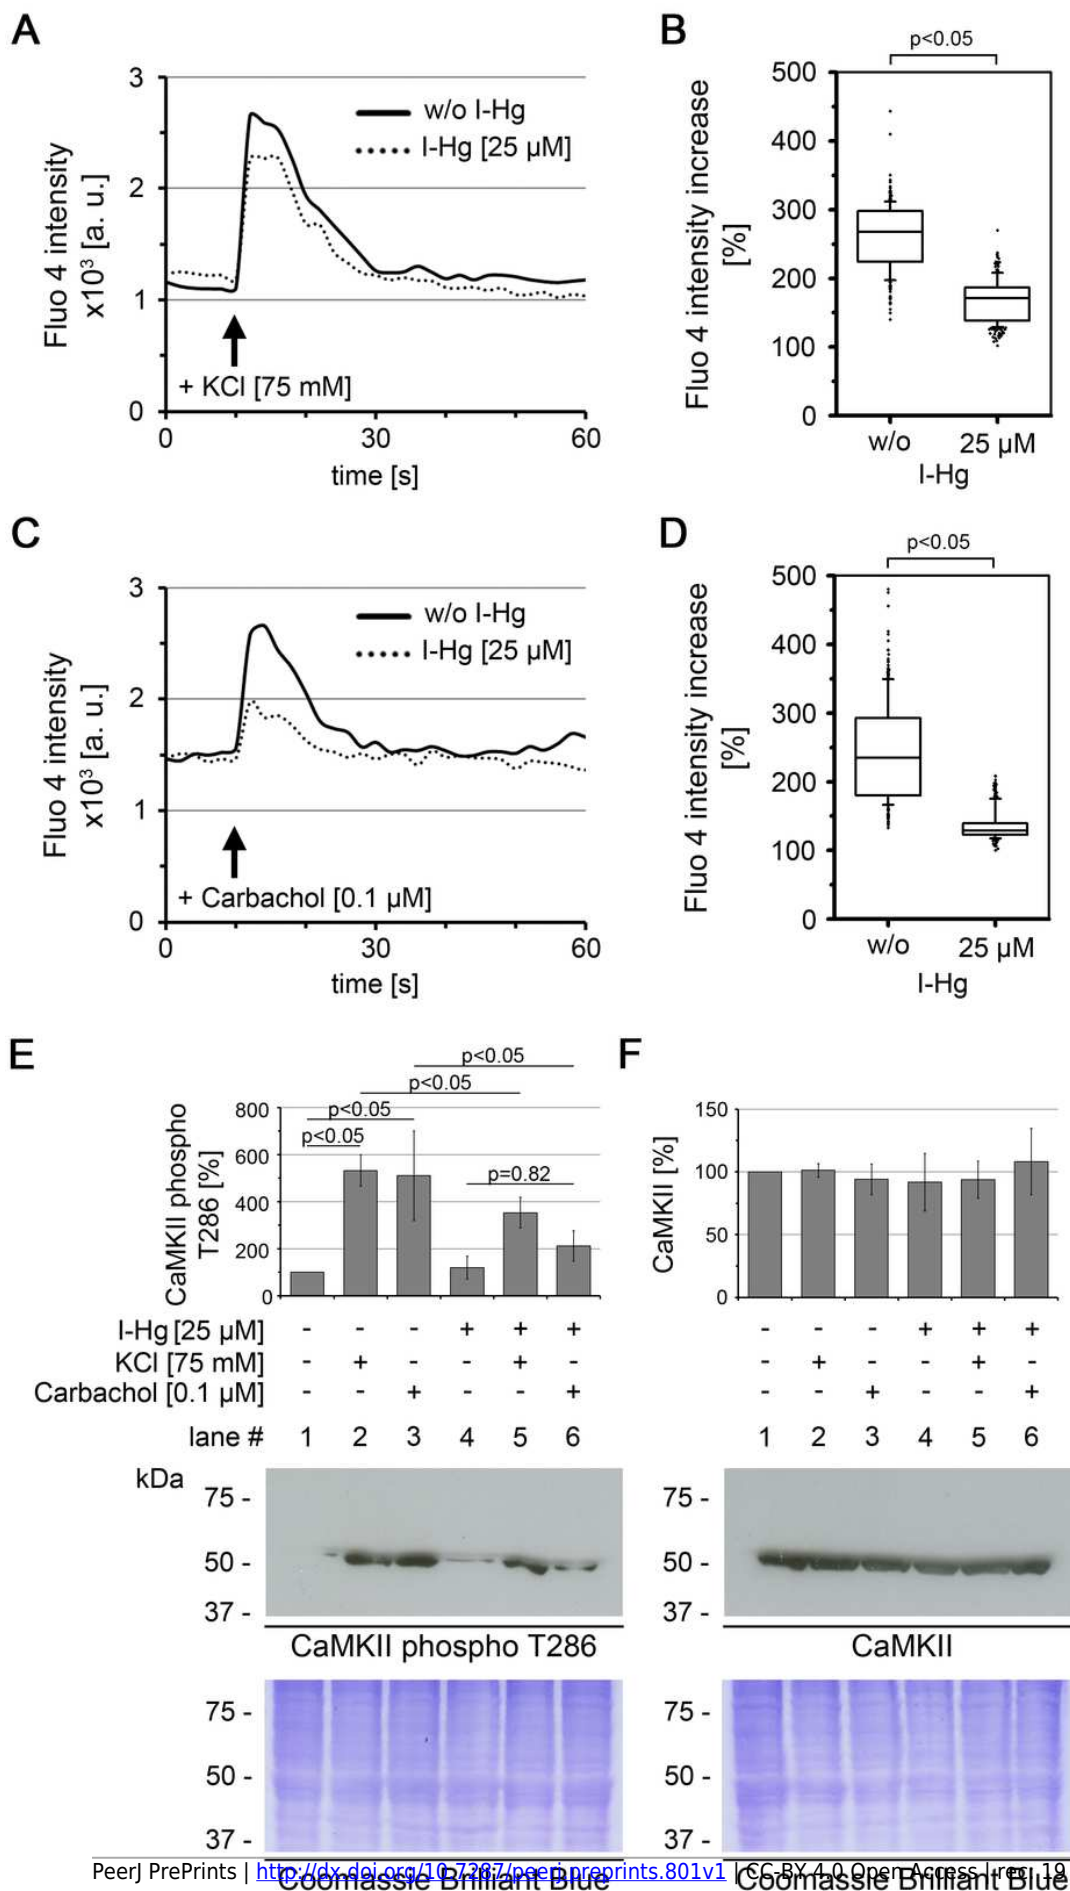 A
3
2
1
0
Fluo 4 intensity
x10³ [a. u.]
w/o I-Hg
I-Hg [25 µM]
+ KCl [75 mM]
0 30 60
time [s]
B
p<0.05
500
400
300
200
100
0
Fluo 4 intensity increase
[%]
w/o 25 µM
I-Hg
C
3
2
1
0
Fluo 4 intensity
x10³ [a. u.]
w/o I-Hg
I-Hg [25 µM]
+ Carbachol [0.1 µM]
0 30 60
time [s]
D
p<0.05
500
400
300
200
100
0
Fluo 4 intensity increase
[%]
w/o 25 µM
I-Hg
E
p<0.05
p<0.05
p<0.05
p<0.05
p=0.82
800
600
400
200
0
CaMKII phospho
T286 [%]
F
150
100
50
0
CaMKII [%]
I-Hg [25 µM] - - - + + + - - - + + +
KCl [75 mM] - + - - + - - + - - + -
Carbachol [0.1 µM] - - + - - + - - + - - +
lane # 1 2 3 4 5 6 1 2 3 4 5 6
kDa
75 - 75 -
50 - 50 -
37 - 37 -
CaMKII phospho T286 CaMKII
75 - 75 -
50 - 50 -
37 - 37 -
PeerJ PrePrints | http://dx.doi.org/10.7287/peerj.preprints.801v1 | CC-BY 4.0 Open Access | rec: 19
Coomassie Brilliant Blue Coomassie Brilliant Blue